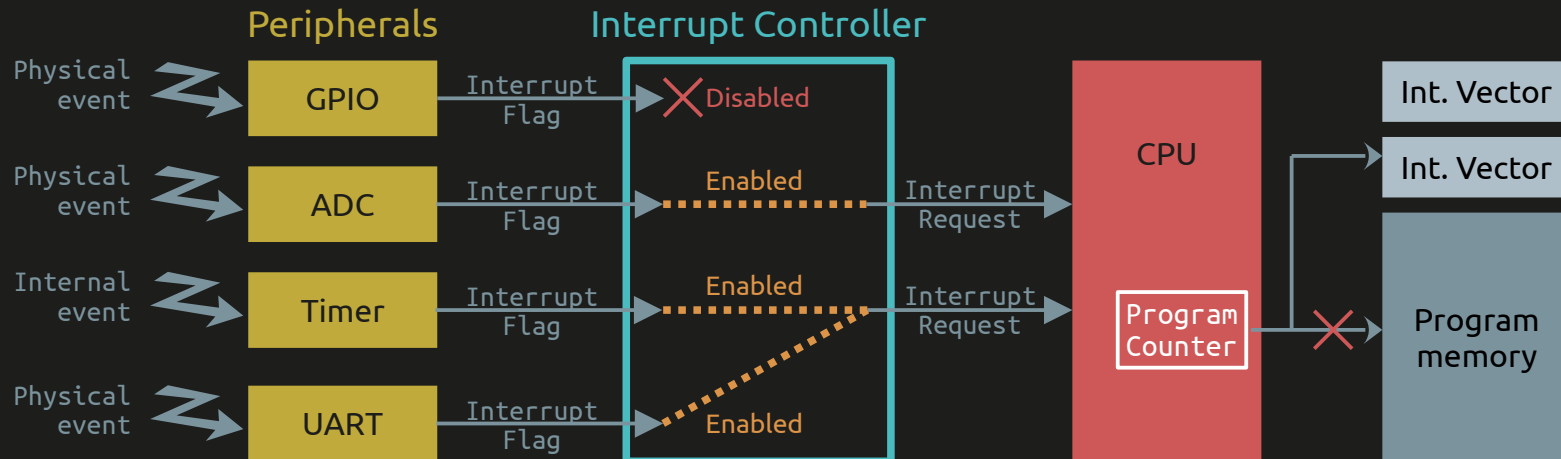 Peripherals
Interrupt Controller
Physical
event
GPIO
Interrupt
Flag
Disabled
Physical
event
ADC
Interrupt
Flag
Enabled
Interrupt
Request
Internal
event
Timer
Interrupt
Flag
Enabled
Interrupt
Request
Physical
event
UART
Interrupt
Flag
Enabled
CPU
Program
Counter
Int. Vector
Int. Vector
Program
memory